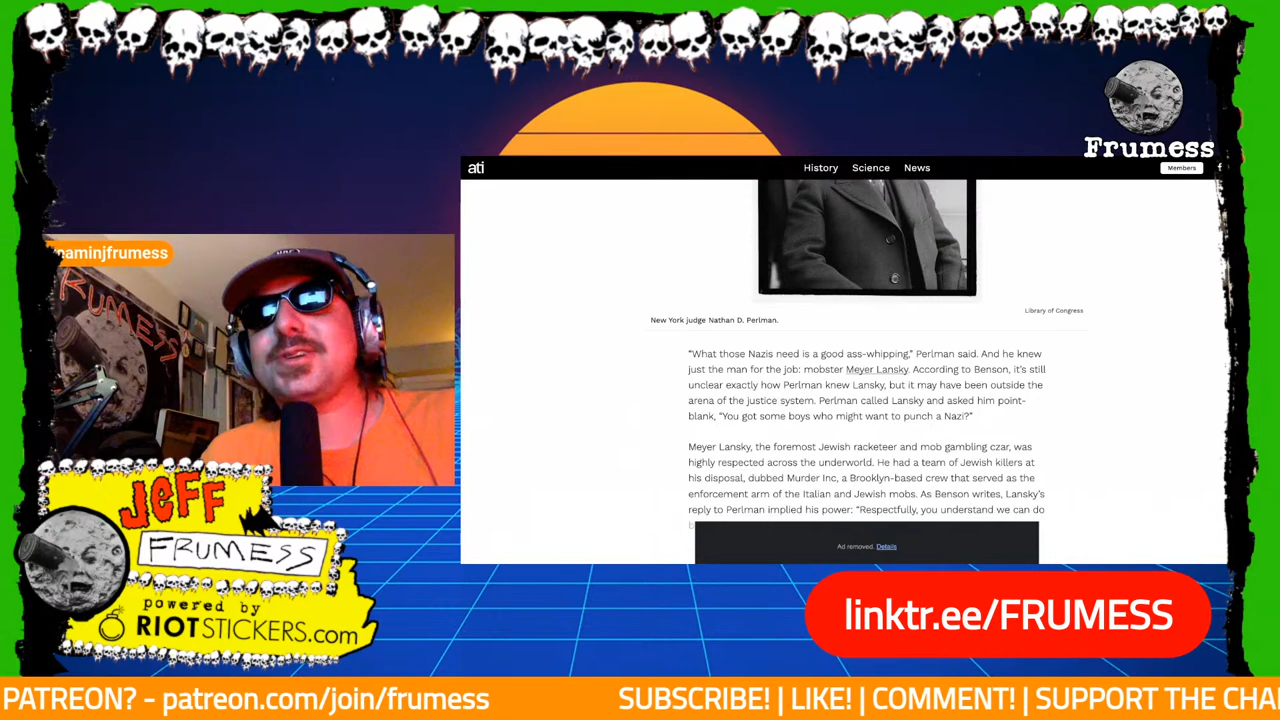 Frumess
ati
History
Science
News
Members
f
aminjfrumess
FRUMESS
Library of Congress
New York judge Nathan D. Perlman.
“What those Nazis need is a good ass-whipping,” Perlman said. And he knew
just the man for the job: mobster Meyer Lansky. According to Benson, it’s still
unclear exactly how Perlman knew Lansky, but it may have been outside the
arena of the justice system. Perlman called Lansky and asked him point-
blank, “You got some boys who might want to punch a Nazi?”
Meyer Lansky, the foremost Jewish racketeer and mob gambling czar, was
highly respected across the underworld. He had a team of Jewish killers at
his disposal, dubbed Murder Inc, a Brooklyn-based crew that served as the
enforcement arm of the Italian and Jewish mobs. As Benson writes, Lansky’s
reply to Perlman implied his power: “Respectfully, you understand we can do
Ad removed. Details
JeFF
FRUMESS
powered by
RIOTSTICKERS.com
linktr.ee/FRUMESS
PATREON? - patreon.com/join/frumess
SUBSCRIBE! | LIKE! | COMMENT! | SUPPORT THE CHA